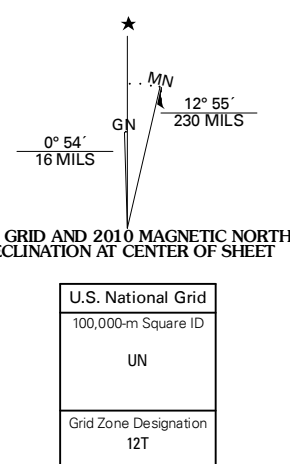 MN
GN
12° 55´
230 MILS
0° 54´
16 MILS
GRID AND 2010 MAGNETIC NORTH
ECLINATION AT CENTER OF SHEET
U.S. National Grid
100,000-m Square ID
UN
Grid Zone Designation
12T